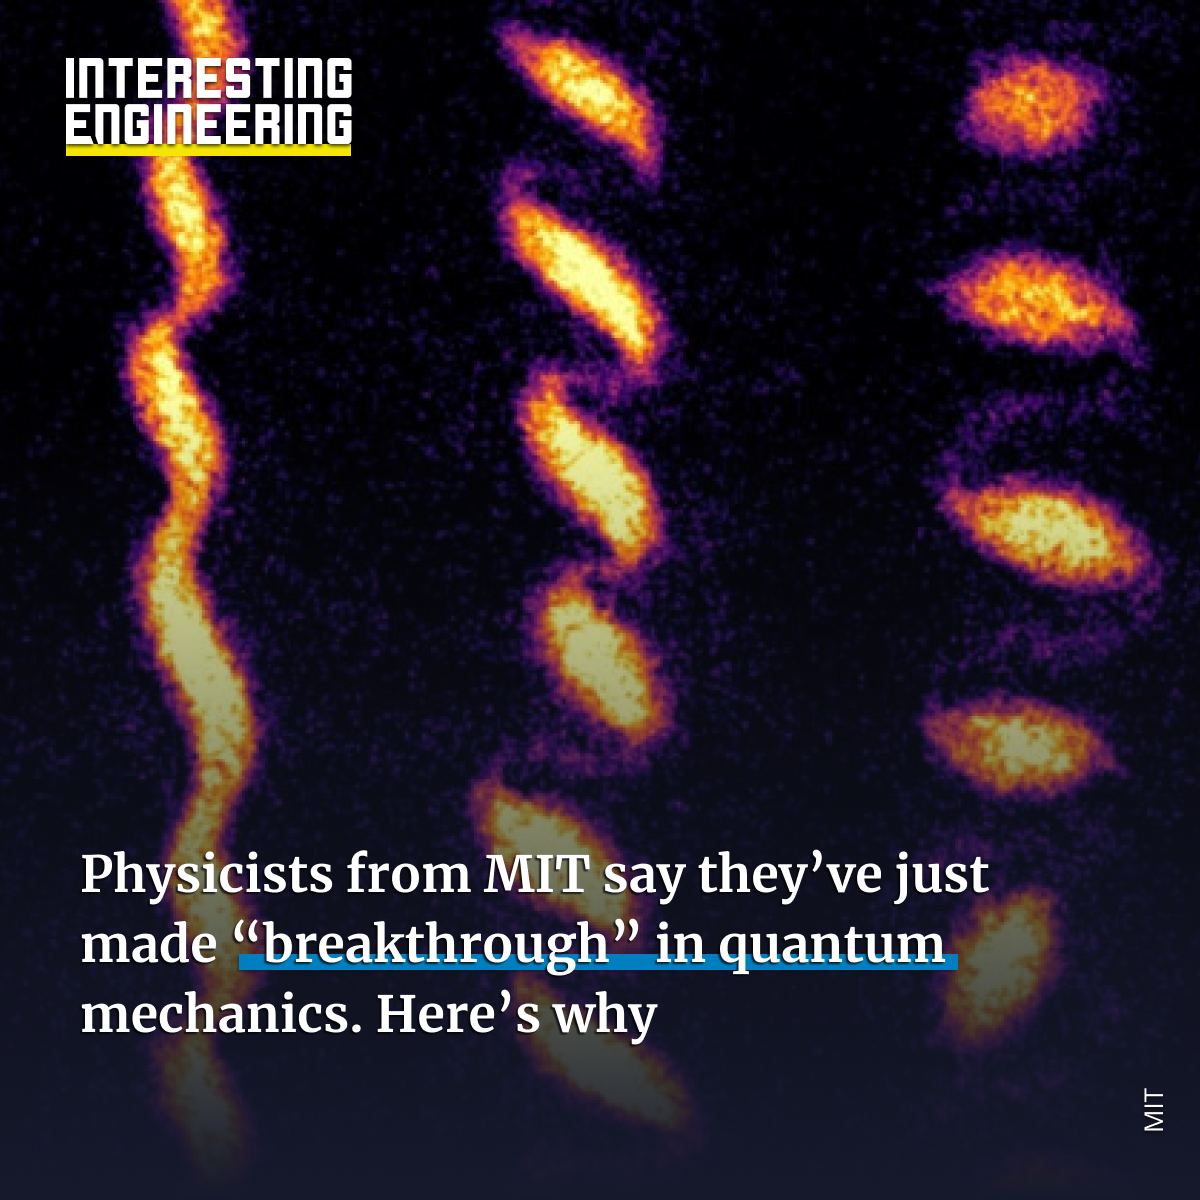 INTERESTING
ENGINEERING
Physicists from MIT say they’ve just
made “breakthrough” in quantum
mechanics. Here’s why
MIT